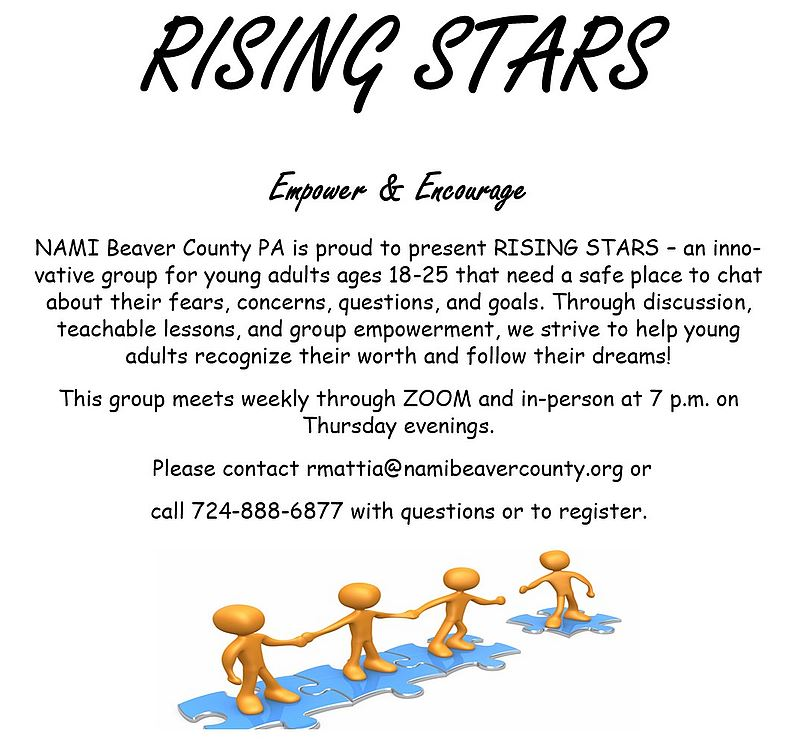 RISING STARS
Empower & Encourage
NAMI Beaver County PA is proud to present RISING STARS – an inno-
vative group for young adults ages 18-25 that need a safe place to chat
about their fears, concerns, questions, and goals. Through discussion,
teachable lessons, and group empowerment, we strive to help young
adults recognize their worth and follow their dreams!
This group meets weekly through ZOOM and in-person at 7 p.m. on
Thursday evenings.
Please contact rmattia@namibeavercounty.org or
call 724-888-6877 with questions or to register.